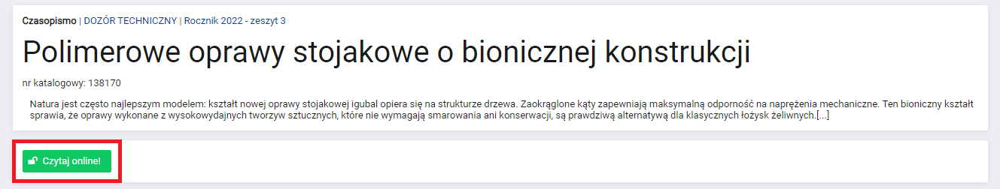 Czasopismo | DOZÓR TECHNICZNY | Rocznik 2022 - zeszyt 3
Polimerowe oprawy stojakowe o bionicznej konstrukcji
nr katalogowy: 138170
Natura jest często najlepszym modelem: kształt nowej oprawy stojakowej igubal opiera się na strukturze drzewa. Zaokrąglone kąty zapewniają maksymalną odporność na naprężenia mechaniczne. Ten bioniczny kształt
sprawia, że oprawy wykonane z wysokowydajnych tworzyw sztucznych, które nie wymagają smarowania ani konserwacji, są prawdziwą alternatywą dla klasycznych łożysk żeliwnych.[...]
Czytaj online!